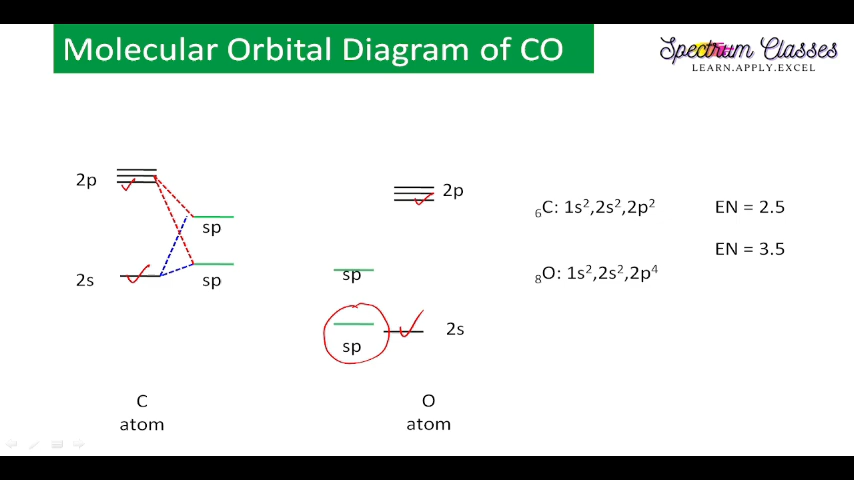 Molecular Orbital Diagram of CO
Spectrum Classes
LEARN.APPLY.EXCEL
2p
sp
2s
sp
2p
sp
2s
sp
₆C: 1s²,2s²,2p²
EN = 2.5
EN = 3.5
₈O: 1s²,2s²,2p⁴
C
atom
O
atom